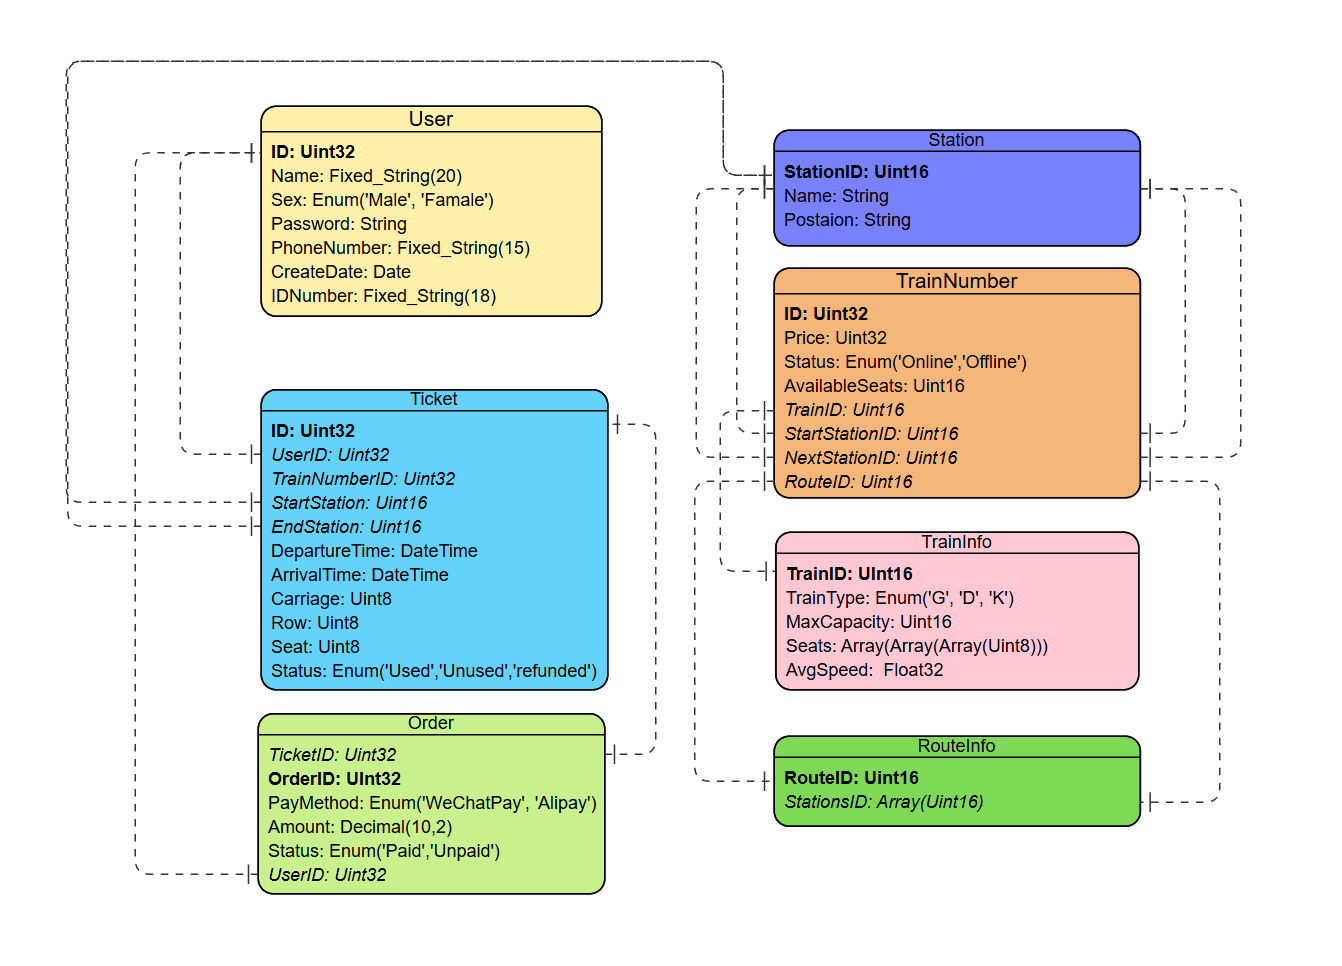 User
ID: Uint32
Name: Fixed_String(20)
Sex: Enum('Male', 'Famale')
Password: String
PhoneNumber: Fixed_String(15)
CreateDate: Date
IDNumber: Fixed_String(18)
Ticket
ID: Uint32
UserID: Uint32
TrainNumberID: Uint32
StartStation: Uint16
EndStation: Uint16
DepartureTime: DateTime
ArrivalTime: DateTime
Carriage: Uint8
Row: Uint8
Seat: Uint8
Status: Enum('Used','Unused','refunded')
Order
TicketID: Uint32
OrderID: UInt32
PayMethod: Enum('WeChatPay', 'Alipay')
Amount: Decimal(10,2)
Status: Enum('Paid','Unpaid')
UserID: Uint32
Station
StationID: Uint16
Name: String
Postaion: String
TrainNumber
ID: Uint32
Price: Uint32
Status: Enum('Online','Offline')
AvailableSeats: Uint16
TrainID: Uint16
StartStationID: Uint16
NextStationID: Uint16
RouteID: Uint16
TrainInfo
TrainID: UInt16
TrainType: Enum('G', 'D', 'K')
MaxCapacity: Uint16
Seats: Array(Array(Array(Uint8)))
AvgSpeed:  Float32
RouteInfo
RouteID: Uint16
StationsID: Array(Uint16)